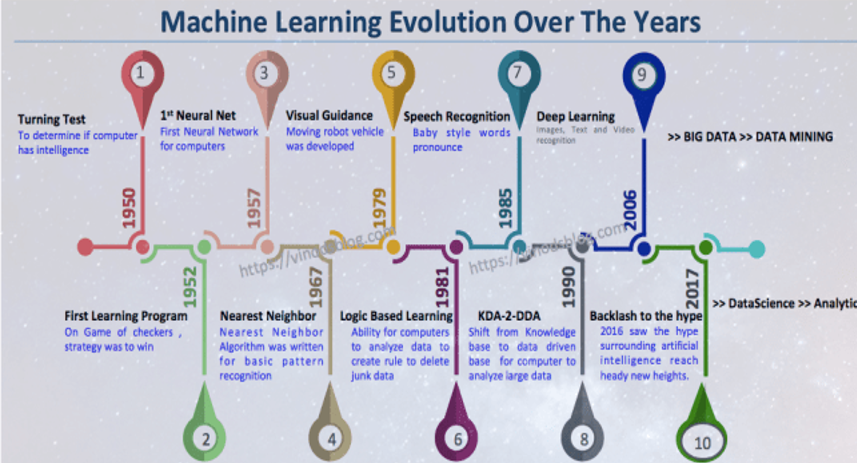 Machine Learning Evolution Over The Years
1
3
5
7
9
Turning Test
To determine if computer
has intelligence
1st Neural Net
First Neural Network
for computers
Visual Guidance
Moving robot vehicle
was developed
Speech Recognition
Baby style words
pronounce
Deep Learning
Images, Text and Video
recognition
>> BIG DATA >> DATA MINING
1950
1957
1979
1985
2006
https://vinodsblog.com
https://vinodsblog.com
1952
1967
1981
1990
2017
>> DataScience >> Analytic
First Learning Program
On Game of checkers ,
strategy was to win
Nearest Neighbor
Nearest Neighbor
Algorithm was written
for basic pattern
recognition
Logic Based Learning
Ability for computers
to analyze data to
create rule to delete
junk data
KDA-2-DDA
Shift from Knowledge
base to data driven
base for computer to
analyze large data
Backlash to the hype
2016 saw the hype
surrounding artificial
intelligence reach
heady new heights.
2
4
6
8
10